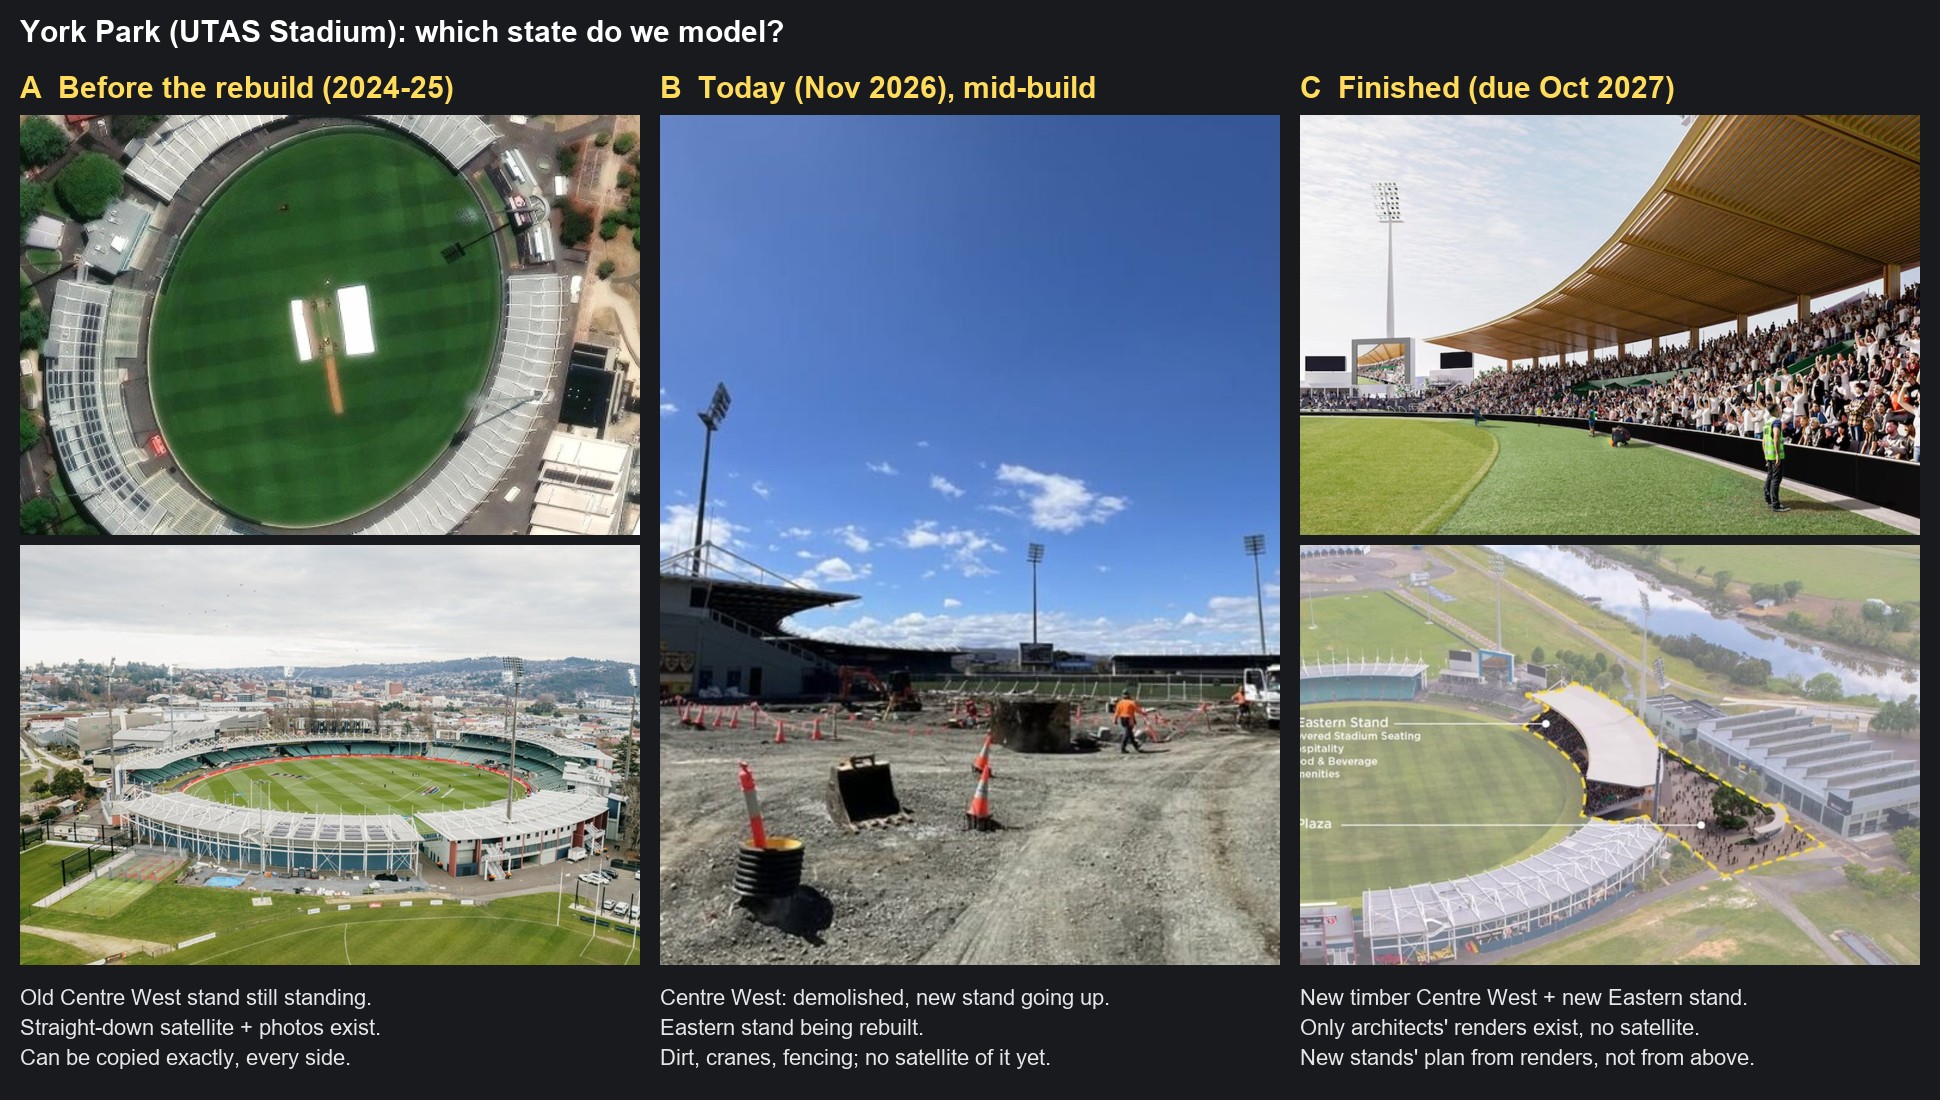 York Park (UTAS Stadium): which state do we model?
A Before the rebuild (2024-25)
B Today (Nov 2026), mid-build
C Finished (due Oct 2027)
Eastern Stand
vered Stadium Seating
spitality
od & Beverage
menities
Plaza
Old Centre West stand still standing.
Straight-down satellite + photos exist.
Can be copied exactly, every side.
Centre West: demolished, new stand going up.
Eastern stand being rebuilt.
Dirt, cranes, fencing; no satellite of it yet.
New timber Centre West + new Eastern stand.
Only architects' renders exist, no satellite.
New stands' plan from renders, not from above.